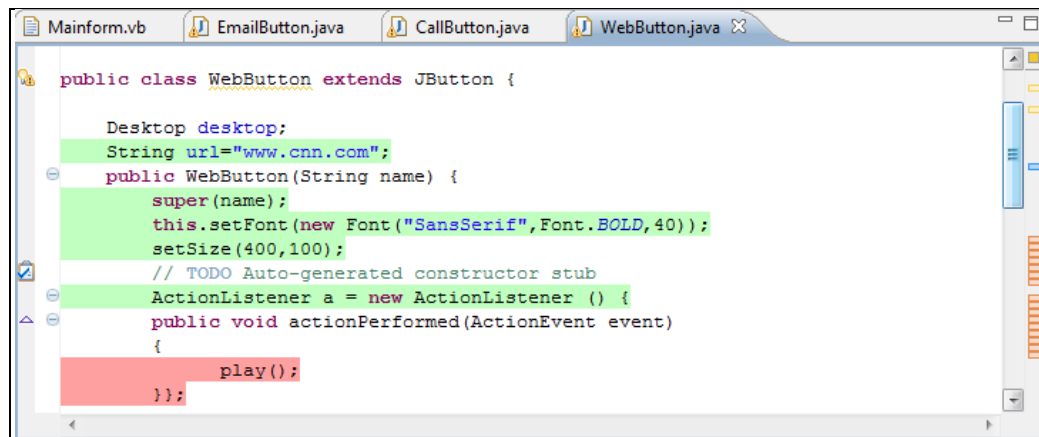 Mainform.vb EmailButton.java CallButton.java WebButton.java
public class WebButton extends JButton {
Desktop desktop;
String url="www.cnn.com";
public WebButton(String name) {
super(name);
this.setFont(new Font("SansSerif",Font.BOLD,40));
setSize(400,100);
// TODO Auto-generated constructor stub
ActionListener a = new ActionListener () {
public void actionPerformed(ActionEvent event)
{
play();
}};